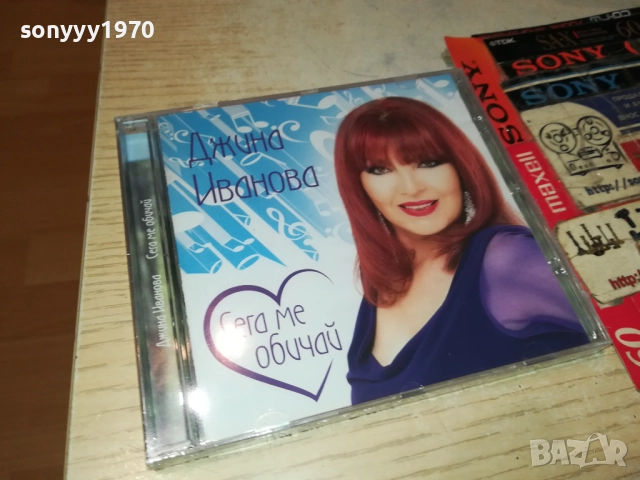 sonyyy1970
Джина
Иванова
Сега ме
обичай
Джина Иванова Сега ме обичай
TDK
SONY
SONY
SONY
maxell
http://
http:
60
BAZAR